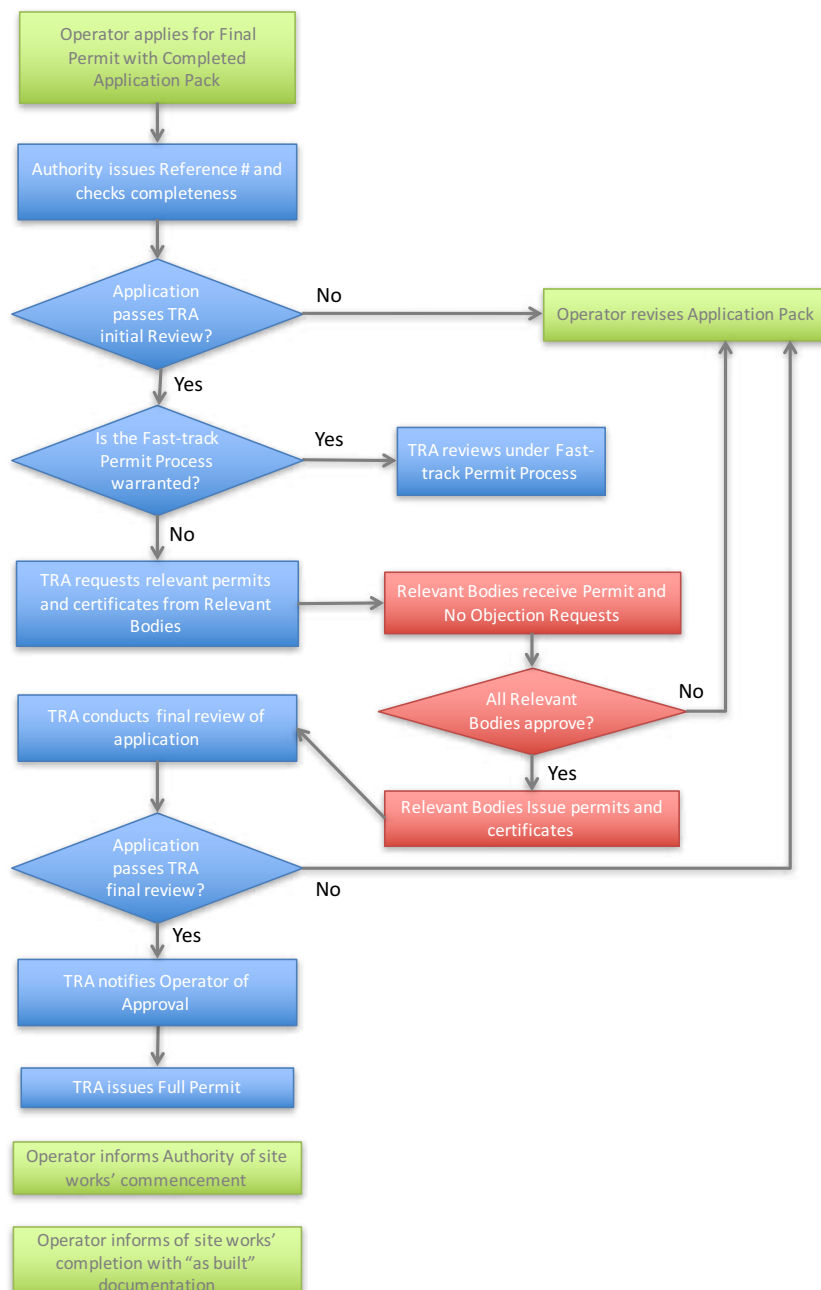 Operator applies for Final
Permit with Completed
Application Pack
Authority issues Reference # and
checks completeness
Application
passes TRA
initial Review?
No
Operator revises Application Pack
Yes
Is the Fast-track
Permit Process
warranted?
Yes
TRA reviews under Fast-
track Permit Process
No
TRA requests relevant permits
and certificates from Relevant
Bodies
Relevant Bodies receive Permit and
No Objection Requests
All Relevant
Bodies approve?
No
Yes
Relevant Bodies Issue permits and
certificates
TRA conducts final review of
application
Application
passes TRA
final review?
No
Yes
TRA notifies Operator of
Approval
TRA issues Full Permit
Operator informs Authority of site
works’ commencement
Operator informs of site works’
completion with “as built”
documentation